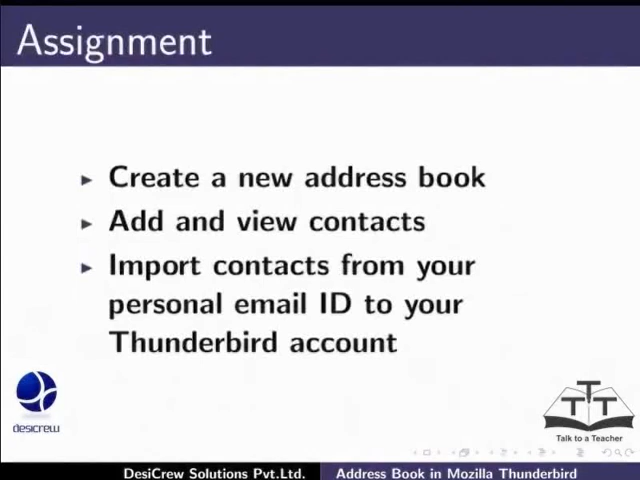 Assignment
Create a new address book
Add and view contacts
Import contacts from your
personal email ID to your
Thunderbird account
desicrew
TTT
Talk to a Teacher
DesiCrew Solutions Pvt.Ltd.
Address Book in Mozilla Thunderbird